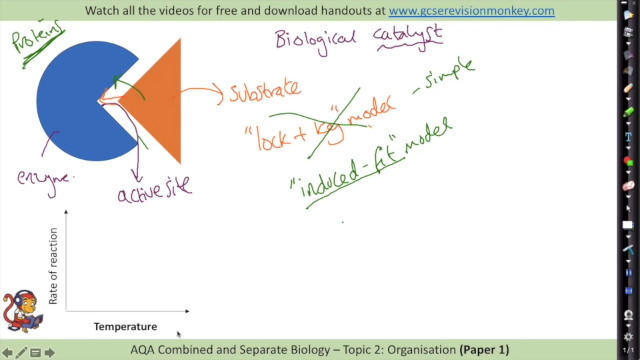 Watch all the videos for free and download handouts at www.gcserevisionmonkey.com
Proteins
Biological catalyst
substrate
"lock + key" model
- simple
"induced-fit" model
enzyme
active site
Rate of reaction
Temperature
AQA Combined and Separate Biology – Topic 2: Organisation (Paper 1)
1/1